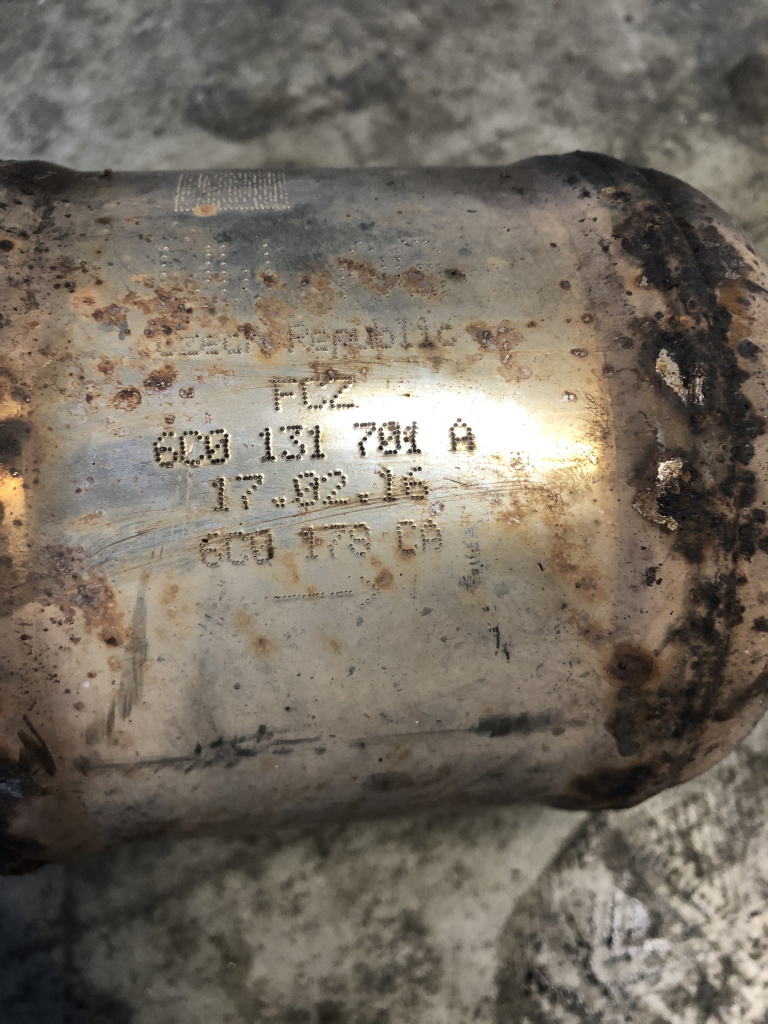 Czech Republic
FCZ
6C0 131 701 A
17.02.16
6C0 178 CA